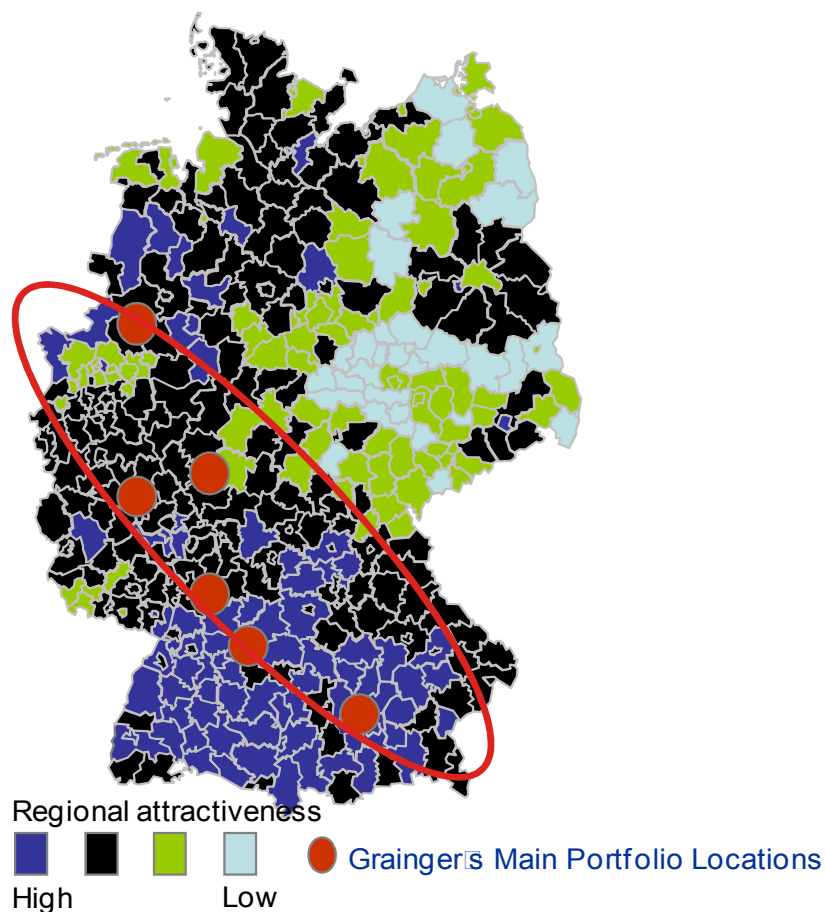 Regional attractiveness
Grainger□s Main Portfolio Locations
High Low